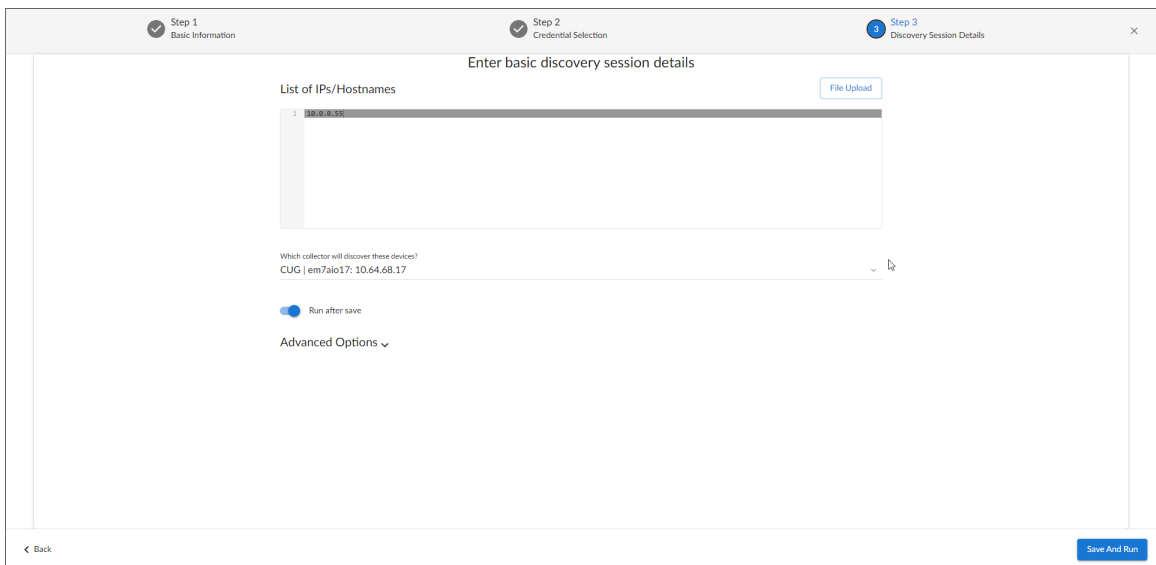 Step 1
Basic Information
Step 2
Credential Selection
3
Step 3
Discovery Session Details
Enter basic discovery session details
List of IPs/Hostnames
File Upload
1 10.0.0.55
Which collector will discover these devices?
CUG | em7aio17: 10.64.68.17
Run after save
Advanced Options
Back
Save And Run